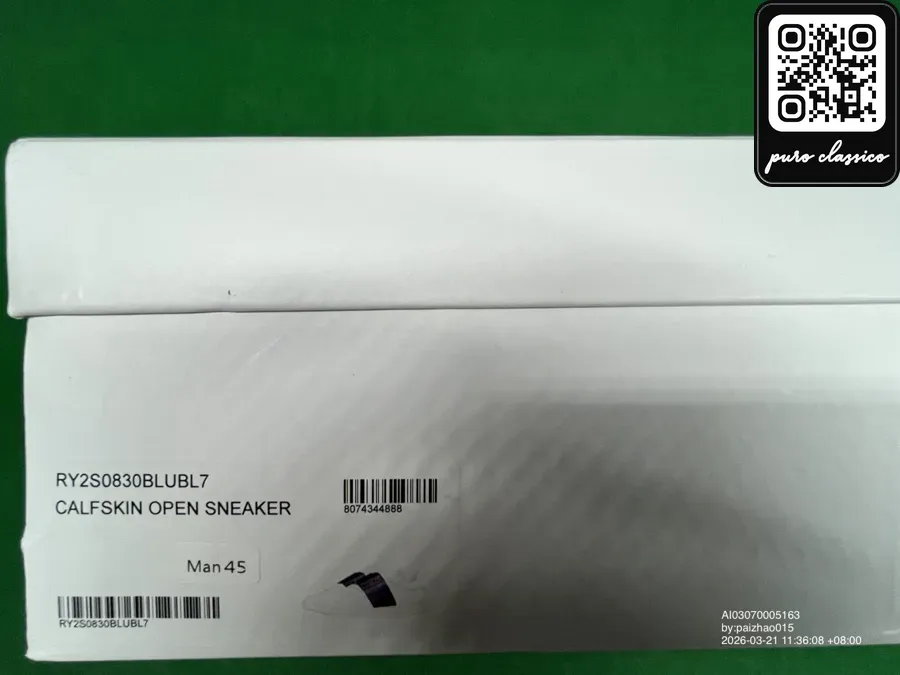 puro classico
RY2S0830BLUBL7
CALFSKIN OPEN SNEAKER
8074344888
Man 45
RY2S0830BLUBL7
AI03070005163
by:paizhao015
2026-03-21 11:36:08 +08:00